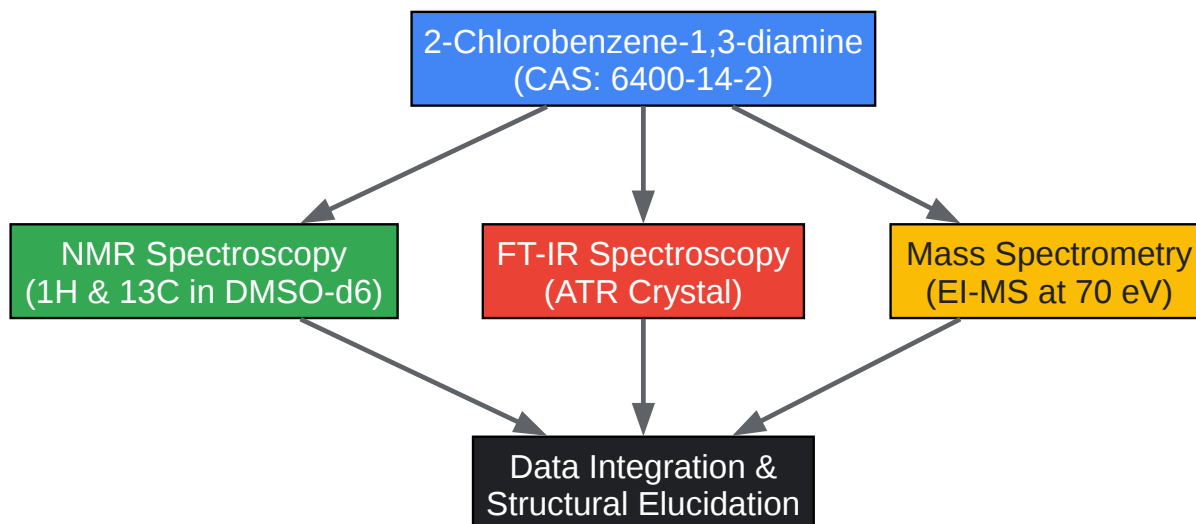 2-Chlorobenzene-1,3-diamine
(CAS: 6400-14-2)
NMR Spectroscopy
(1H & 13C in DMSO-d6)
FT-IR Spectroscopy
(ATR Crystal)
Mass Spectrometry
(EI-MS at 70 eV)
Data Integration &
Structural Elucidation